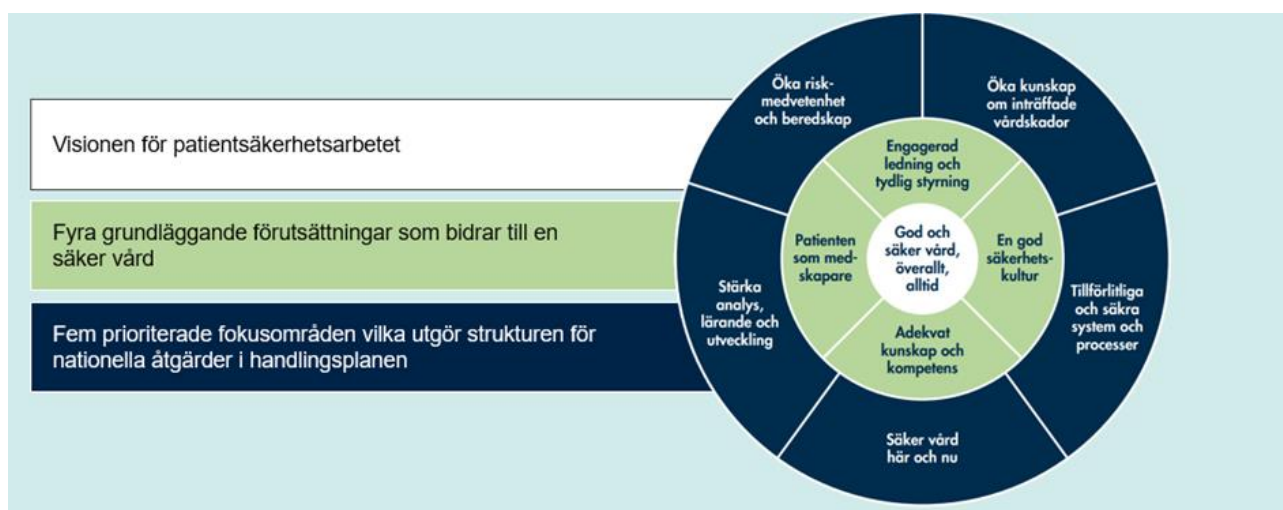 Visionen för patientsäkerhetsarbetet
Fyra grundläggande förutsättningar som bidrar till en
säker vård
Fem prioriterade fokusområden vilka utgör strukturen för
nationella åtgärder i handlingsplanen
Öka risk-
medvetenhet
och beredskap
Öka kunskap
om inträffade
vårdskador
Engagerad
ledning och
tydlig styrning
Patienten
som med-
skapare
God och
säker vård,
överallt,
alltid
En god
säkerhets-
kultur
Stärka
analys,
lärande och
utveckling
Tillförlitliga
och säkra
system och
processer
Adekvat
kunskap och
kompetens
Säker vård
här och nu